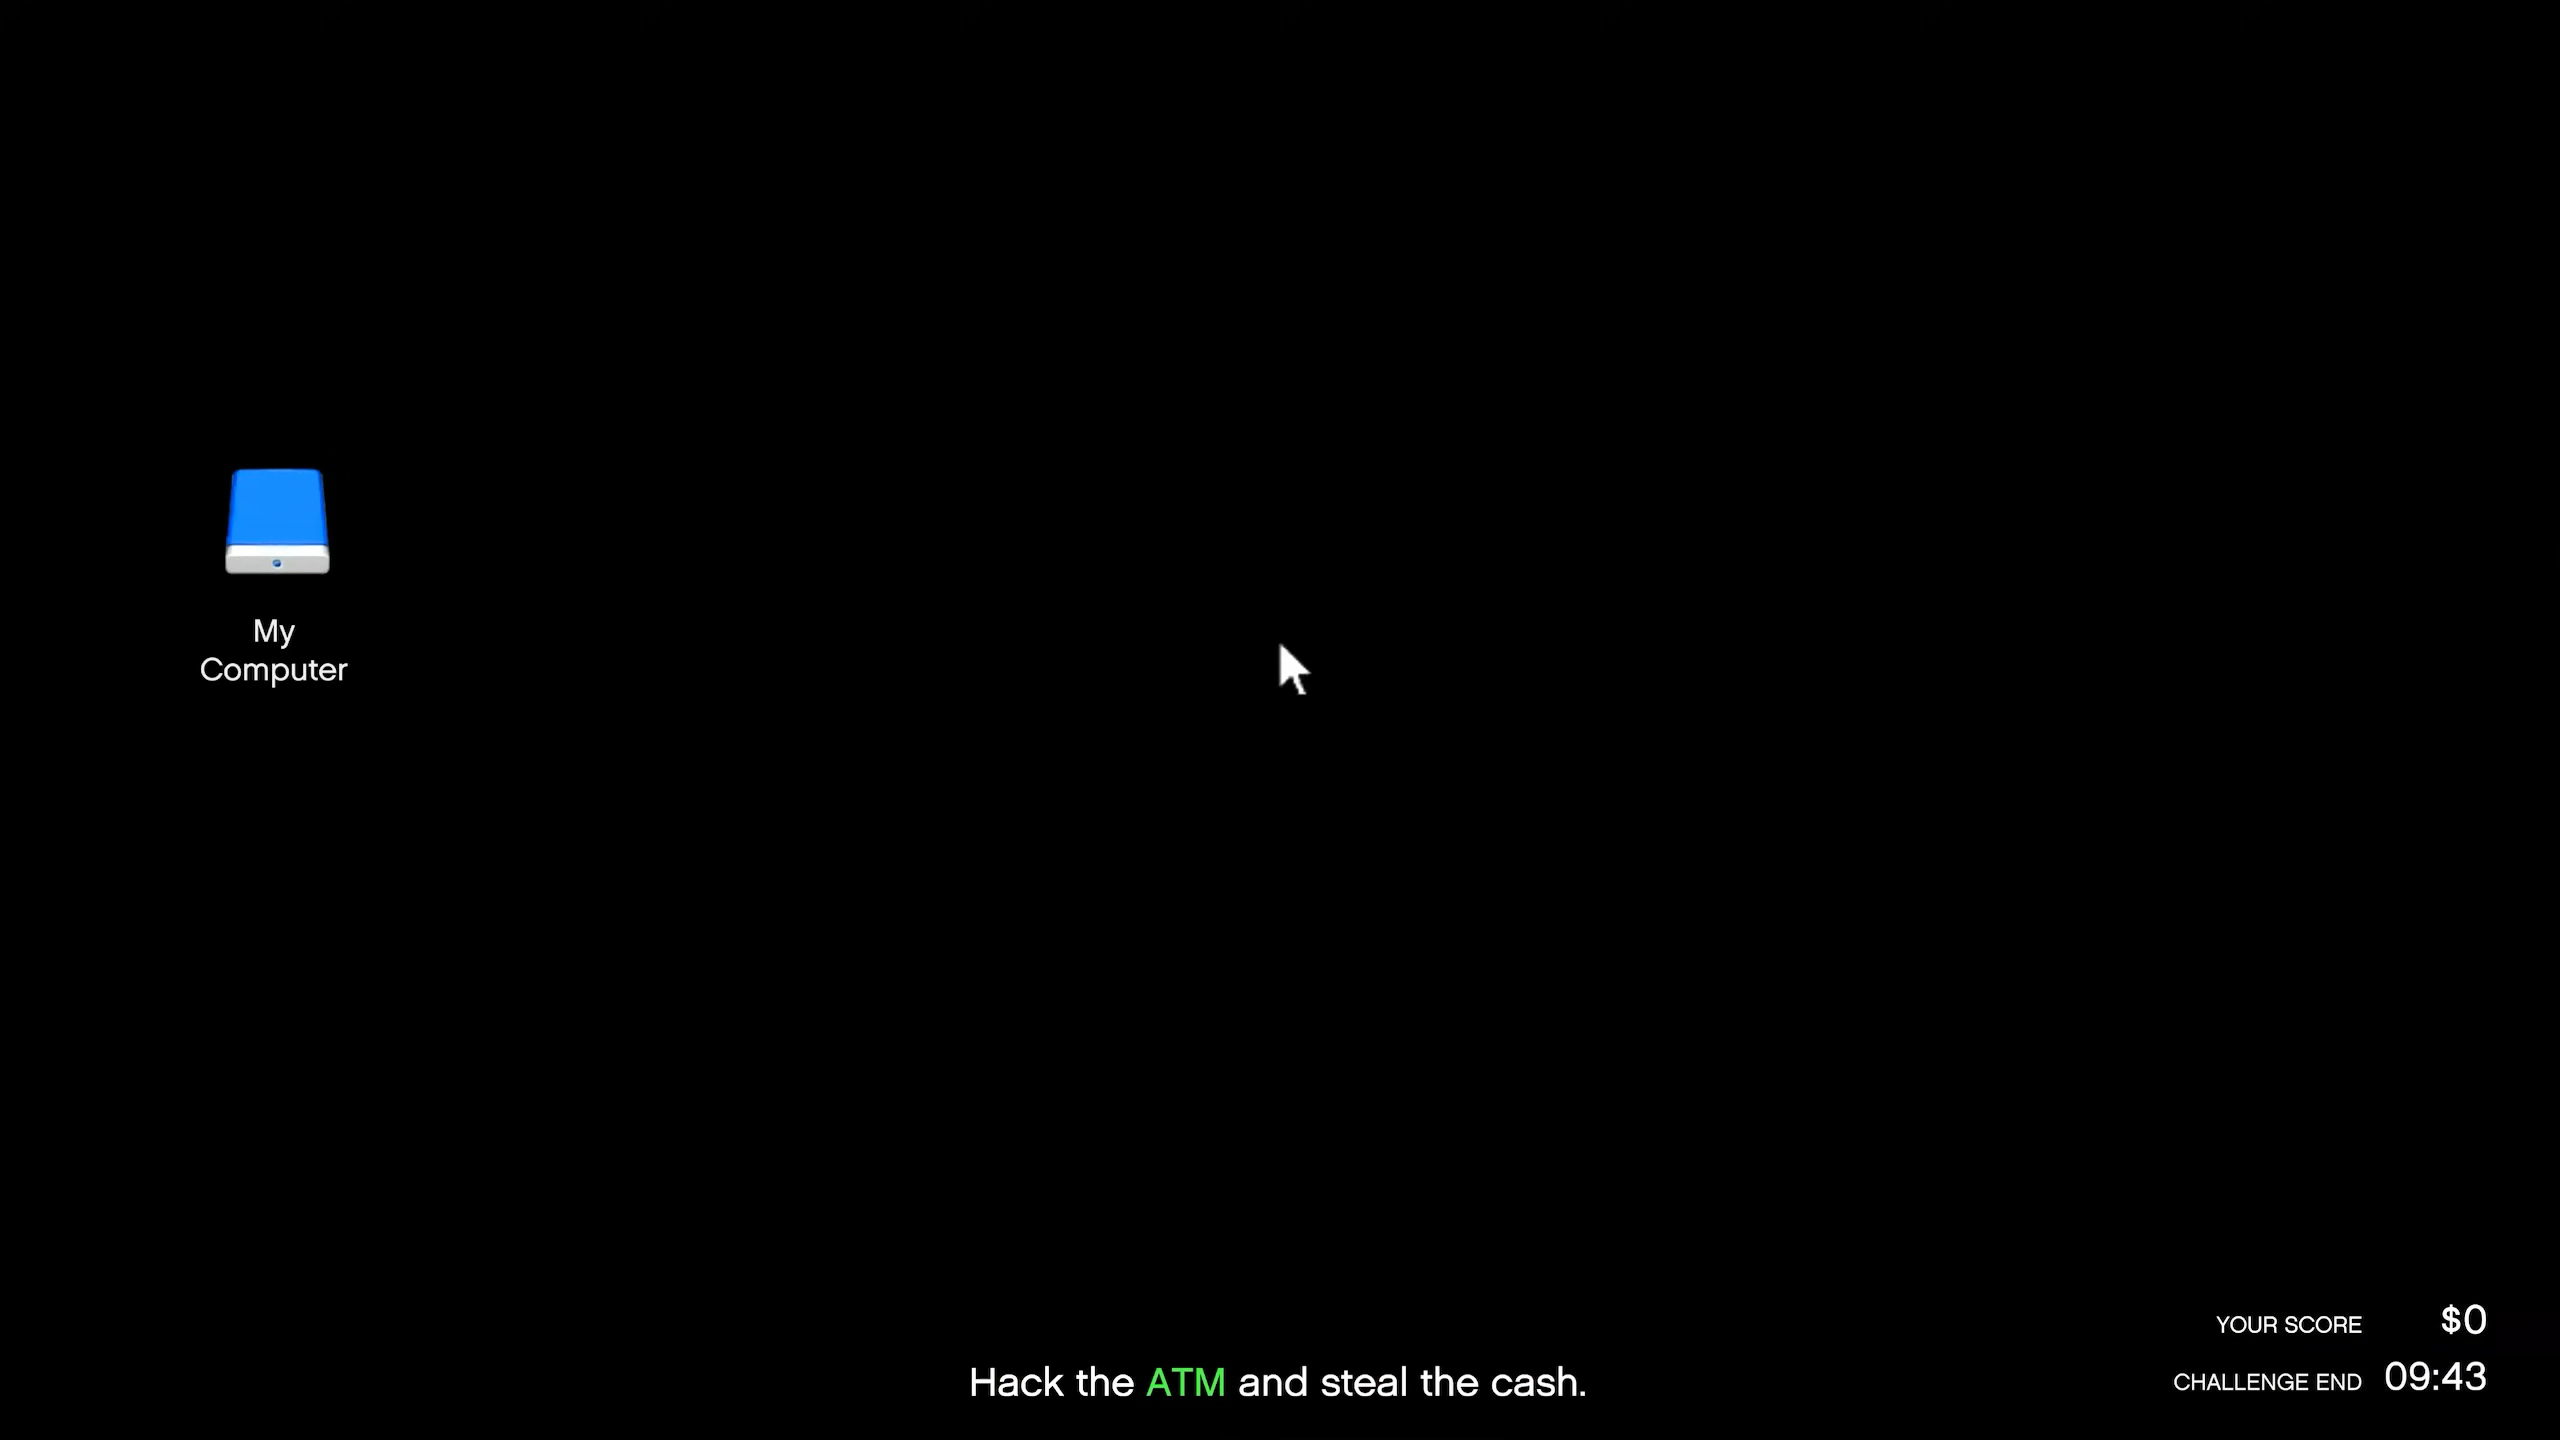 My
Computer
YOUR SCORE $0
Hack the ATM and steal the cash.
CHALLENGE END 09:43